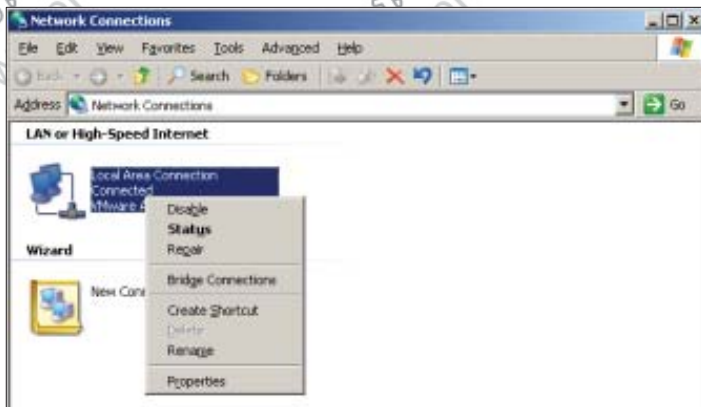 Network Connections
File Edit View Favorites Tools Advanced Help
Back Search Folders
Address Network Connections Go
LAN or High-Speed Internet
Local Area Connection
Connected
VMware A
Disable
Status
Repair
Bridge Connections
Create Shortcut
Delete
Rename
Properties
Wizard
New Conn